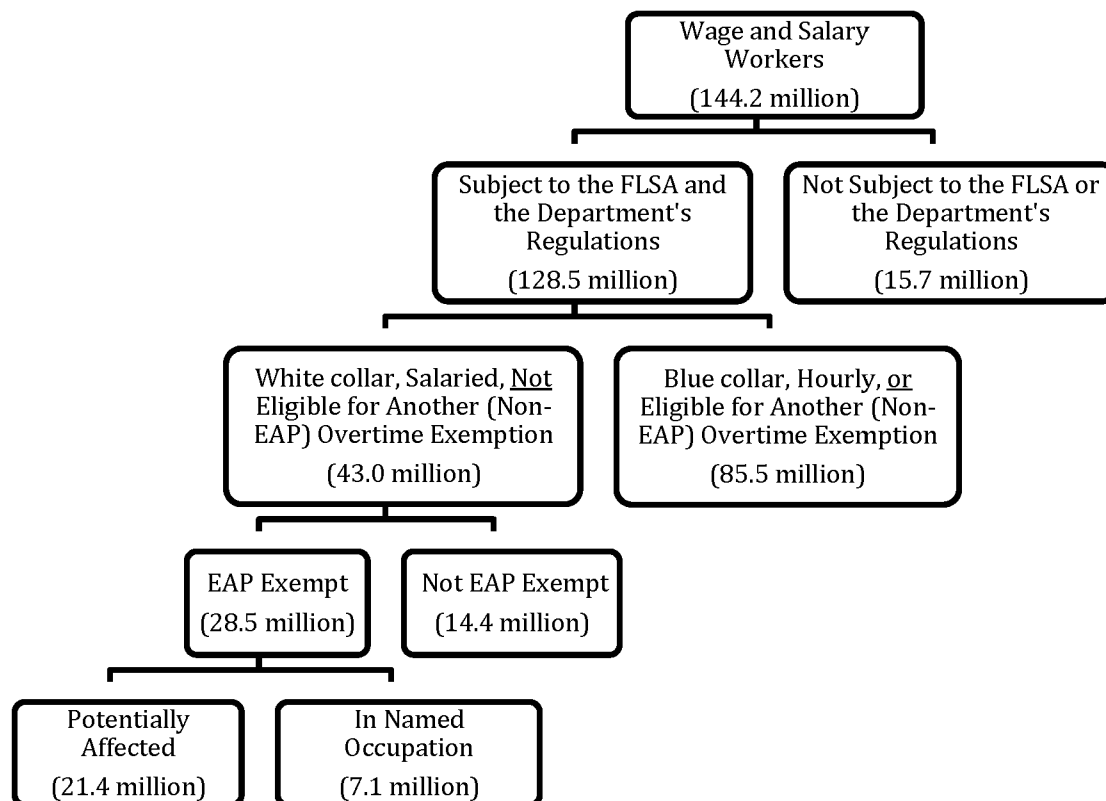 Wage and Salary
Workers
(144.2 million)
Subject to the FLSA and
the Department's
Regulations
(128.5 million)
Not Subject to the FLSA or
the Department's
Regulations
(15.7 million)
White collar, Salaried, Not
Eligible for Another (Non-
EAP) Overtime Exemption
(43.0 million)
Blue collar, Hourly, or
Eligible for Another (Non-
EAP) Overtime Exemption
(85.5 million)
EAP Exempt
(28.5 million)
Not EAP Exempt
(14.4 million)
Potentially
Affected
(21.4 million)
In Named
Occupation
(7.1 million)